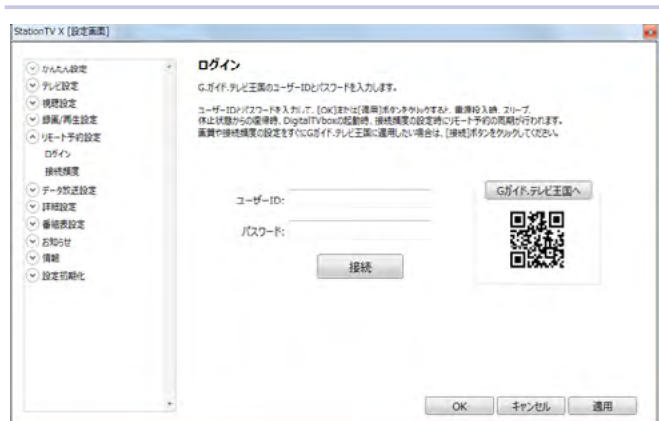 StationTV X [設定画面]
かんたん設定
テレビ設定
視聴設定
録画/再生設定
リモート予約設定
ログイン
接続頻度
データ放送設定
詳細設定
番組表設定
お知らせ
情報
設定初期化
ログイン
G.ガイド.テレビ王国のユーザーIDとパスワードを入力します。
ユーザーIDとパスワードを入力して、[OK]または[適用]ボタンをクリックすると、電源投入時、スリープ、
休止状態からの復帰時、DigitalTVboxの起動時、接続頻度の設定時にリモート予約の同期が行われます。
画質や接続頻度の設定をすぐにGガイド.テレビ王国に適用したい場合は、[接続]ボタンをクリックしてください。
ユーザーID:
パスワード:
接続
Gガイド.テレビ王国へ
OK
キャンセル
適用